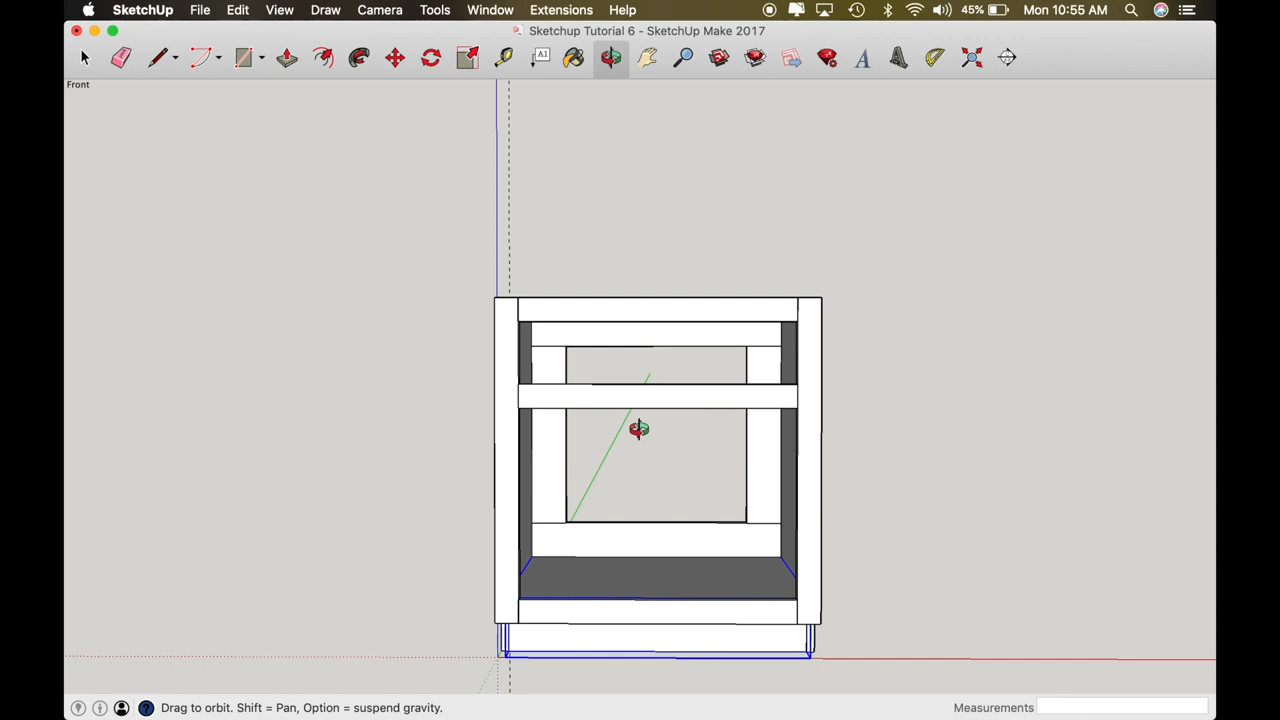 SketchUp File Edit View Draw Camera Tools Window Extensions Help 45% Mon 10:55 AM
Sketchup Tutorial 6 - SketchUp Make 2017
A1
Front
Drag to orbit. Shift = Pan, Option = suspend gravity. Measurements